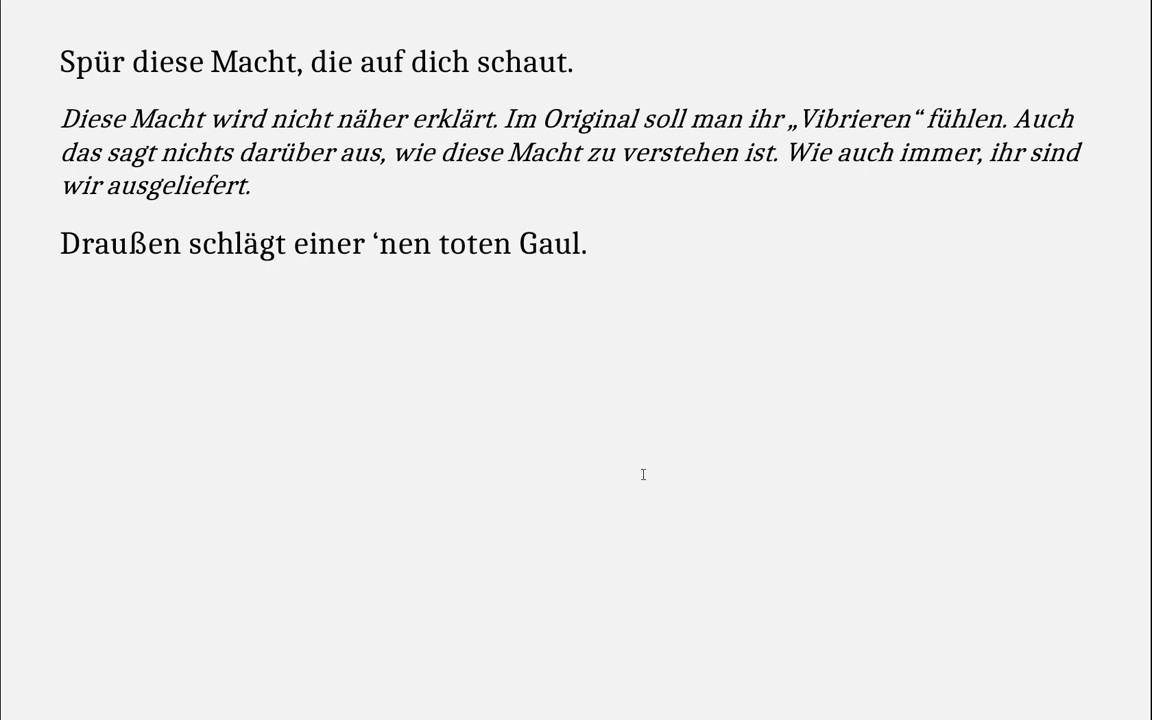 Spür diese Macht, die auf dich schaut.
Diese Macht wird nicht näher erklärt. Im Original soll man ihr „Vibrieren“ fühlen. Auch
das sagt nichts darüber aus, wie diese Macht zu verstehen ist. Wie auch immer, ihr sind
wir ausgeliefert.
Draußen schlägt einer ‘nen toten Gaul.